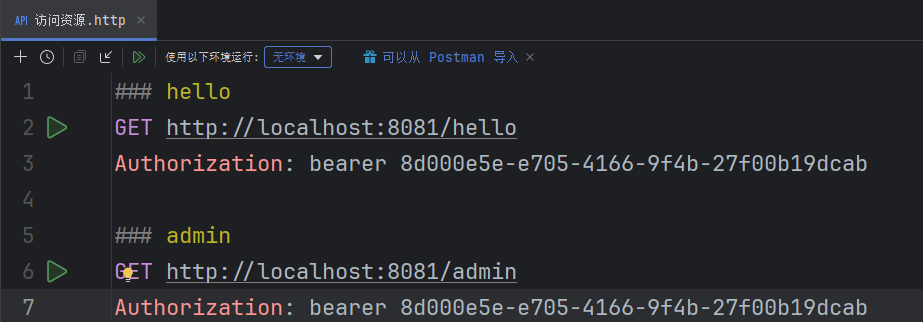 API 访问资源.http ×
使用以下环境运行: 无环境 可以从 Postman 导入 ×
1 ### hello
2 GET http://localhost:8081/hello
3 Authorization: bearer 8d000e5e-e705-4166-9f4b-27f00b19dcab
4
5 ### admin
6 GET http://localhost:8081/admin
7 Authorization: bearer 8d000e5e-e705-4166-9f4b-27f00b19dcab